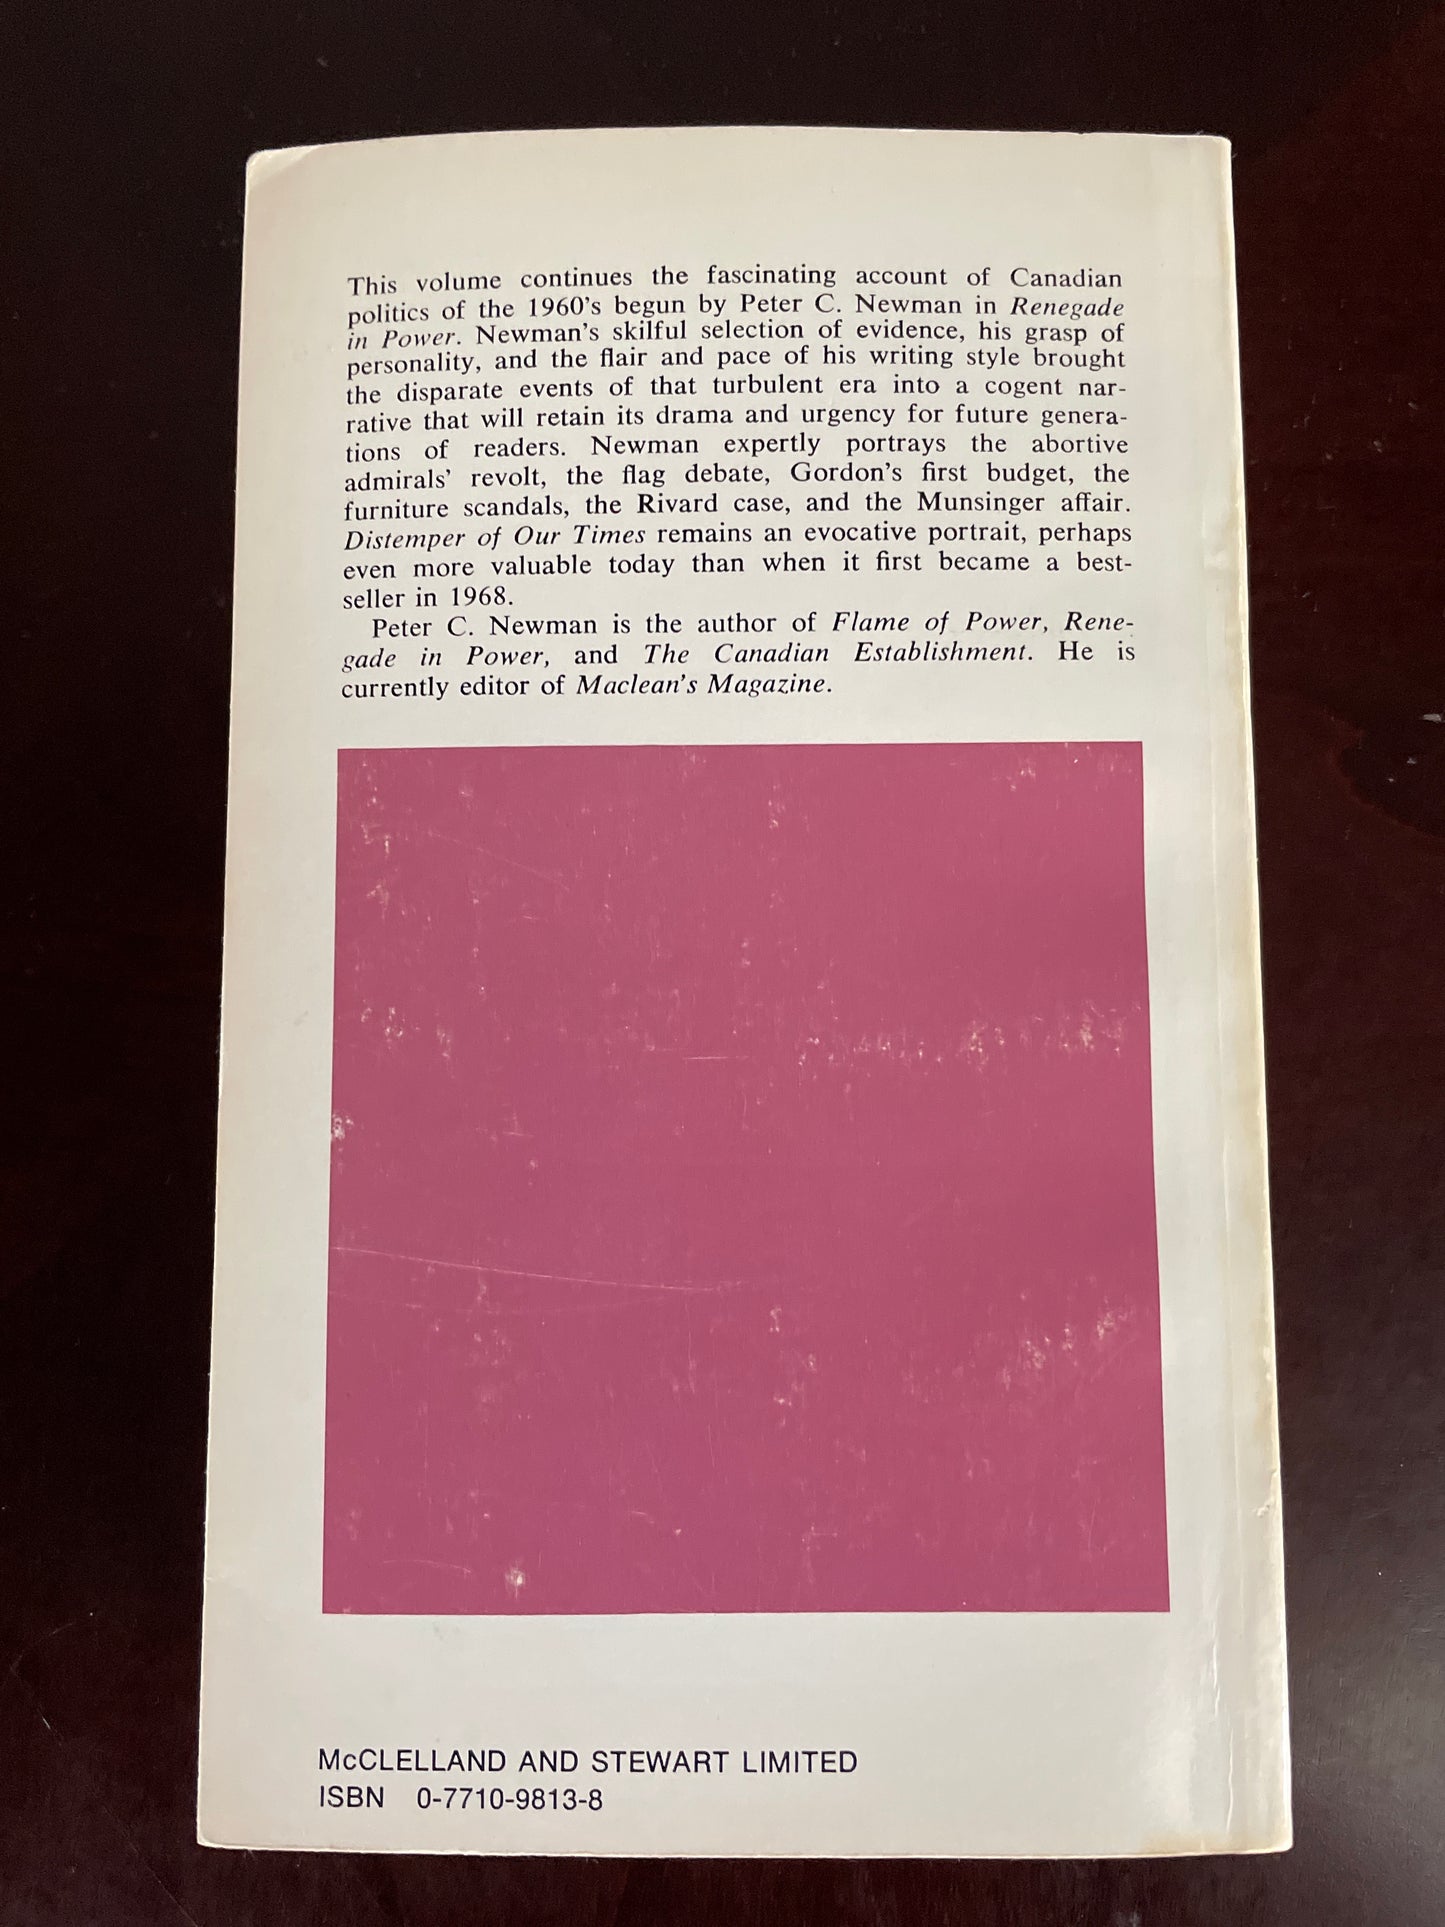 This volume continues the fascinating account of Canadian
politics of the 1960's begun by Peter C. Newman in Renegade
in Power. Newman's skilful selection of evidence, his grasp of
personality, and the flair and pace of his writing style brought
the disparate events of that turbulent era into a cogent nar-
rative that will retain its drama and urgency for future genera-
tions of readers. Newman expertly portrays the abortive
admirals' revolt, the flag debate, Gordon's first budget, the
furniture scandals, the Rivard case, and the Munsinger affair.
Distemper of Our Times remains an evocative portrait, perhaps
even more valuable today than when it first became a best-
seller in 1968.
Peter C. Newman is the author of Flame of Power, Rene-
gade in Power, and The Canadian Establishment. He is
currently editor of Maclean's Magazine.
McCLELLAND AND STEWART LIMITED
ISBN 0-7710-9813-8